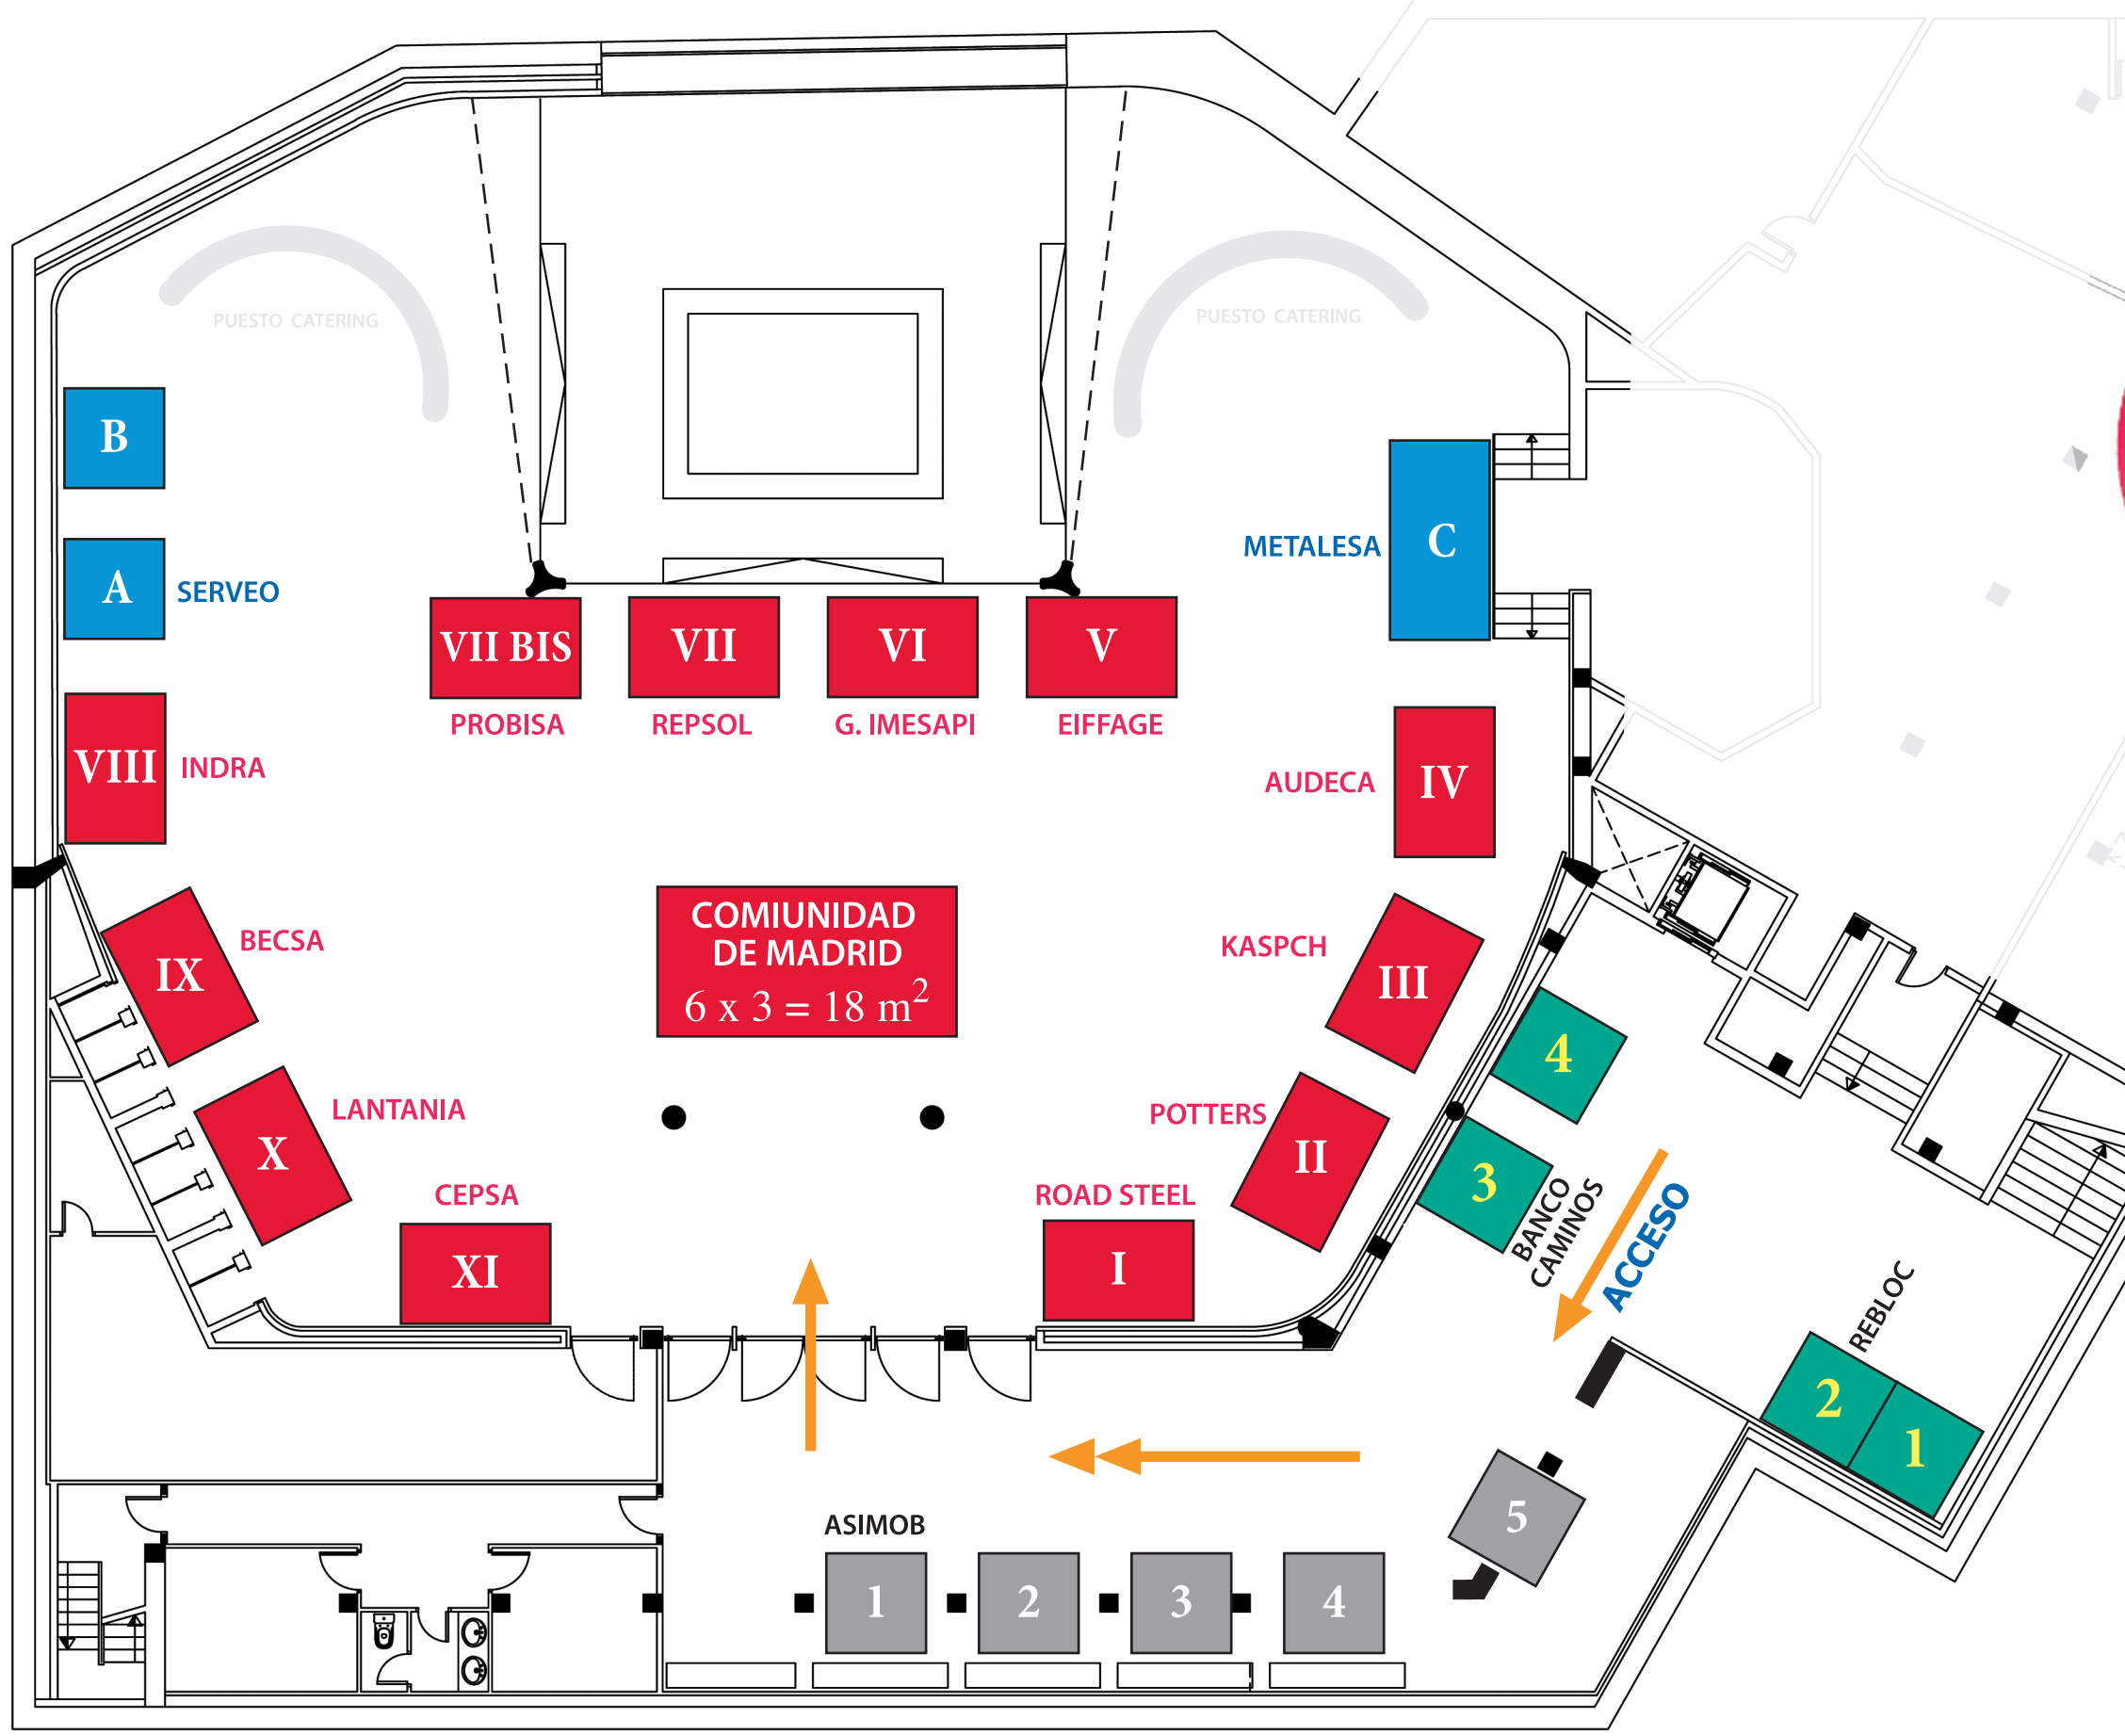 PUESTO CATERING
PUESTO CATERING
B
A
SERVEO
METALESA
C
VII BIS
VII
VI
V
PROBISA
REPSOL
G. IMESAPI
EIFFAGE
VIII
INDRA
AUDECA
IV
COMIUNIDAD
DE MADRID
6 x 3 = 18 m²
IX
BECSA
KASPCH
III
X
LANTANIA
POTTERS
II
CEPSA
XI
ROAD STEEL
I
4
3
BANCO
CAMINOS
ACCESO
REBLOC
2
1
5
ASIMOB
1
2
3
4